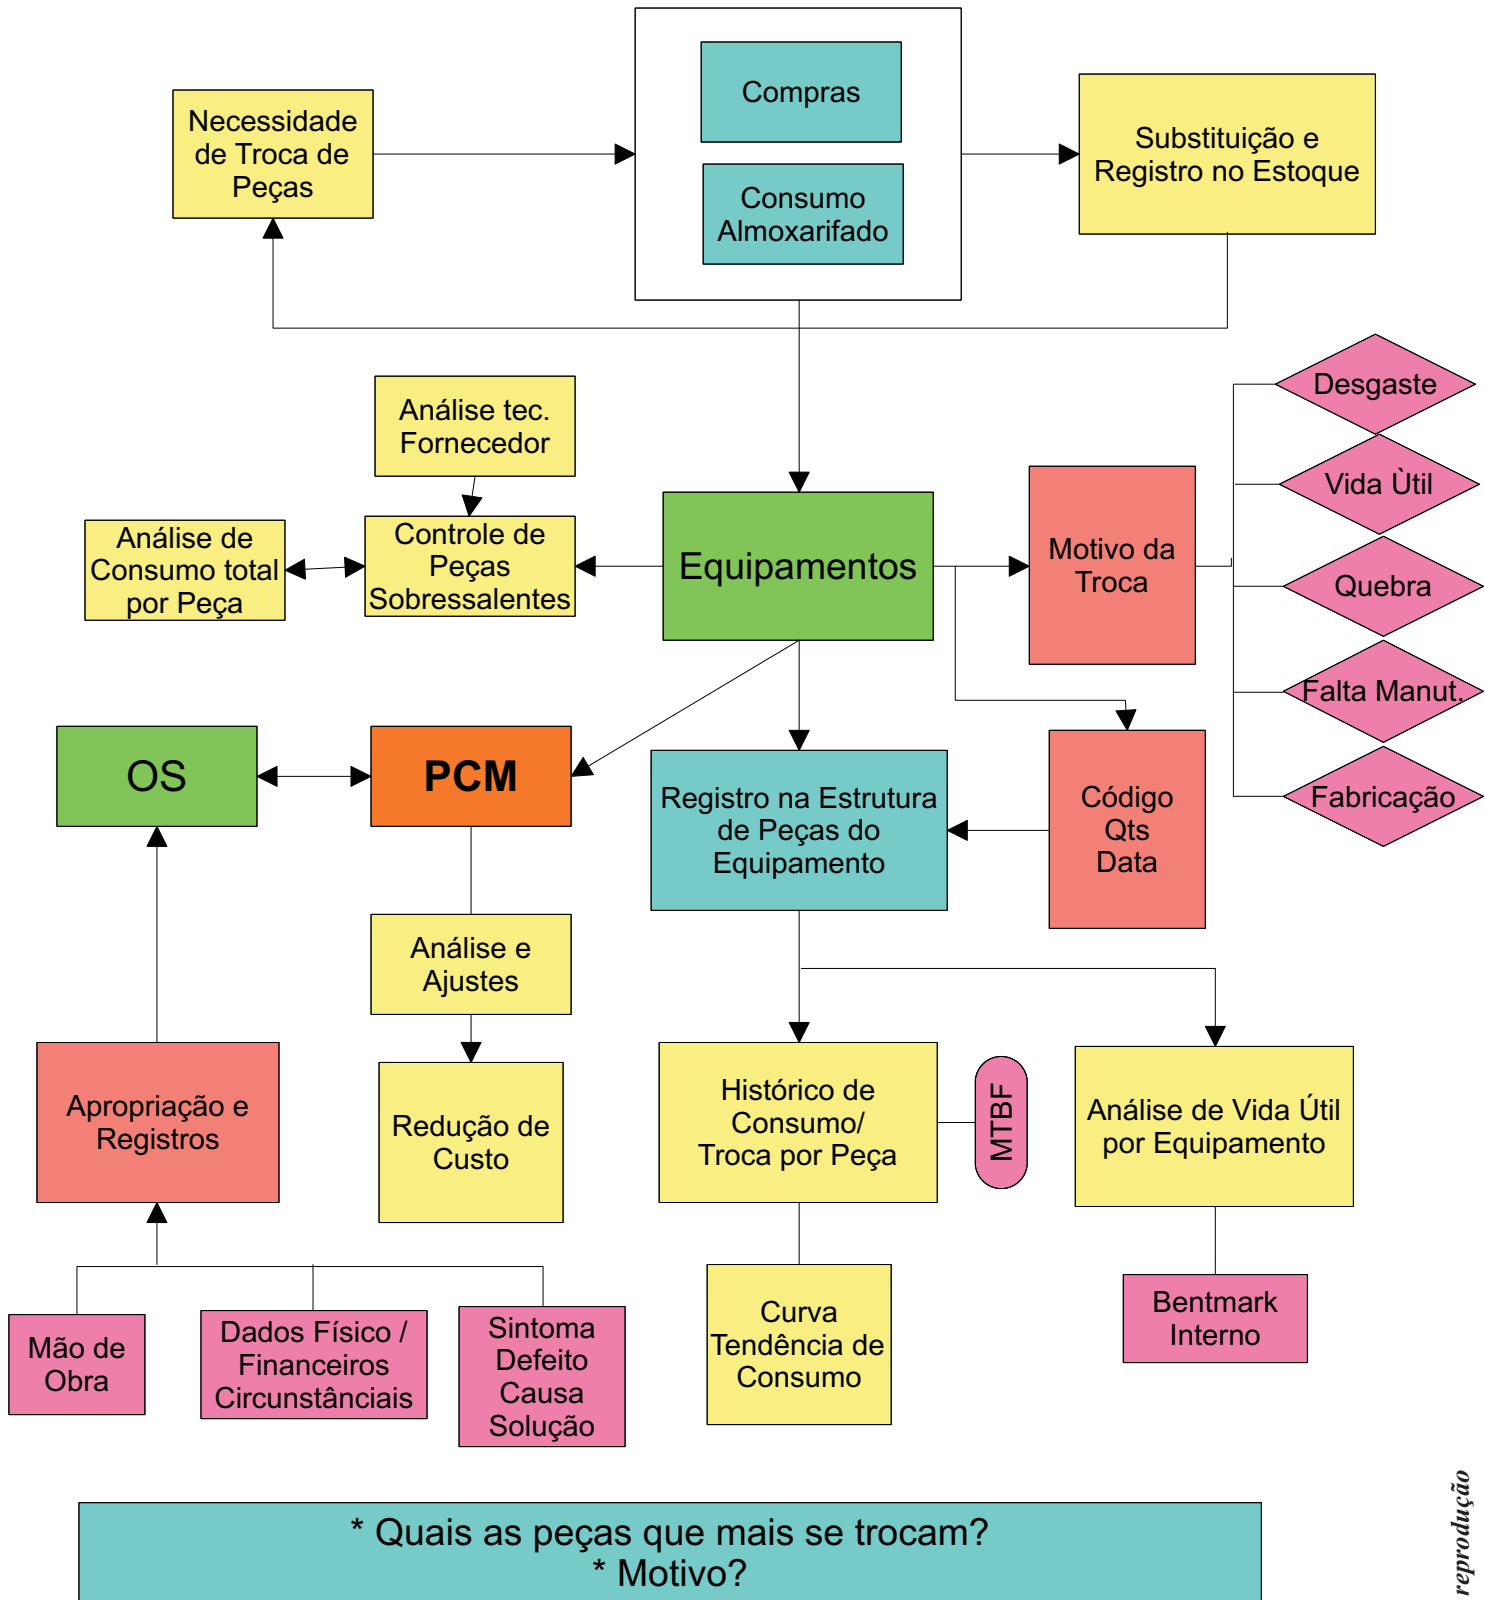 Compras
Necessidade
de Troca de
Peças
Substituição e
Registro no Estoque
Consumo
Almoxarifado
Desgaste
Análise tec.
Fornecedor
Vida Ùtil
Análise de
Consumo total
por Peça
Controle de
Peças
Sobressalentes
Equipamentos
Motivo da
Troca
Quebra
Falta Manut.
OS
PCM
Registro na Estrutura
de Peças do
Equipamento
Código
Qts
Data
Fabricação
Análise e
Ajustes
Apropriação e
Registros
Redução de
Custo
Histórico de
Consumo/
Troca por Peça
MTBF
Análise de Vida Útil
por Equipamento
Mão de
Obra
Dados Físico /
Financeiros
Circunstânciais
Sintoma
Defeito
Causa
Solução
Curva
Tendência de
Consumo
Bentmark
Interno
* Quais as peças que mais se trocam?
* Motivo?
reprodução